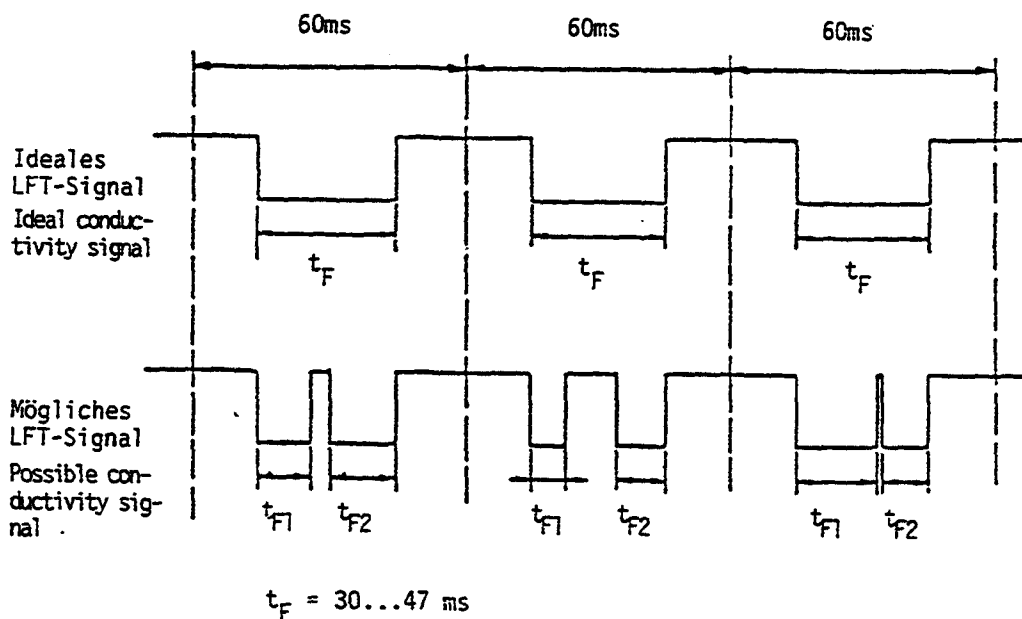 60ms 60ms 60ms
Ideales
LFT-Signal
Ideal conduc-
tivity signal
t_F t_F t_F
Mögliches
LFT-Signal
Possible con-
ductivity sig-
nal
t_F1 t_F2 t_F1 t_F2 t_F1 t_F2
t_F = 30...47 ms